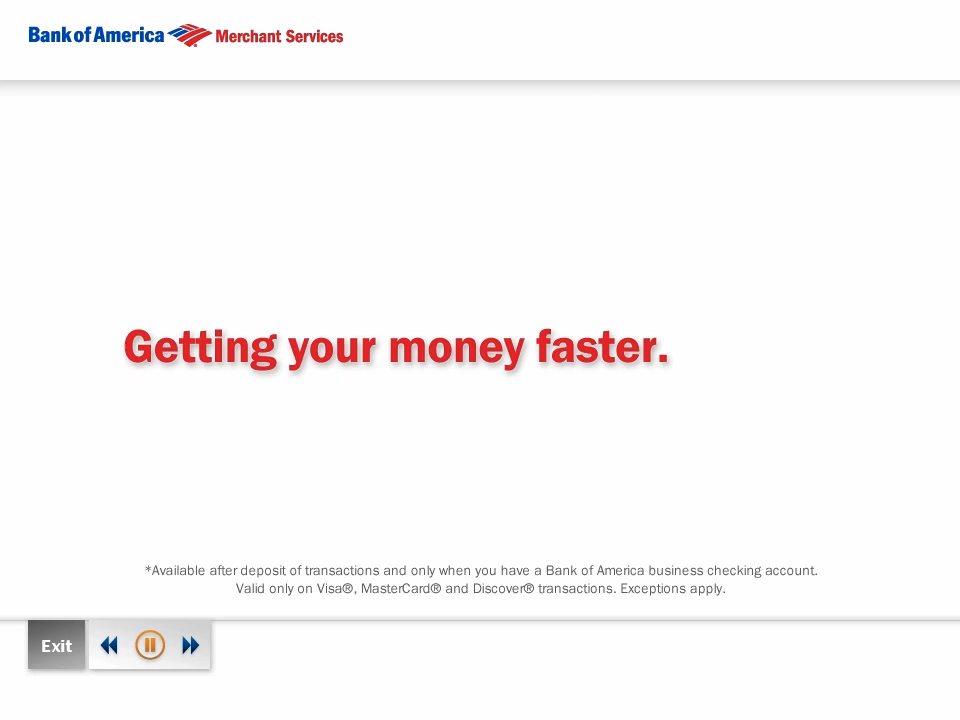 Bank of America Merchant Services
Getting your money faster.
*Available after deposit of transactions and only when you have a Bank of America business checking account.
Valid only on Visa®, MasterCard® and Discover® transactions. Exceptions apply.
Exit